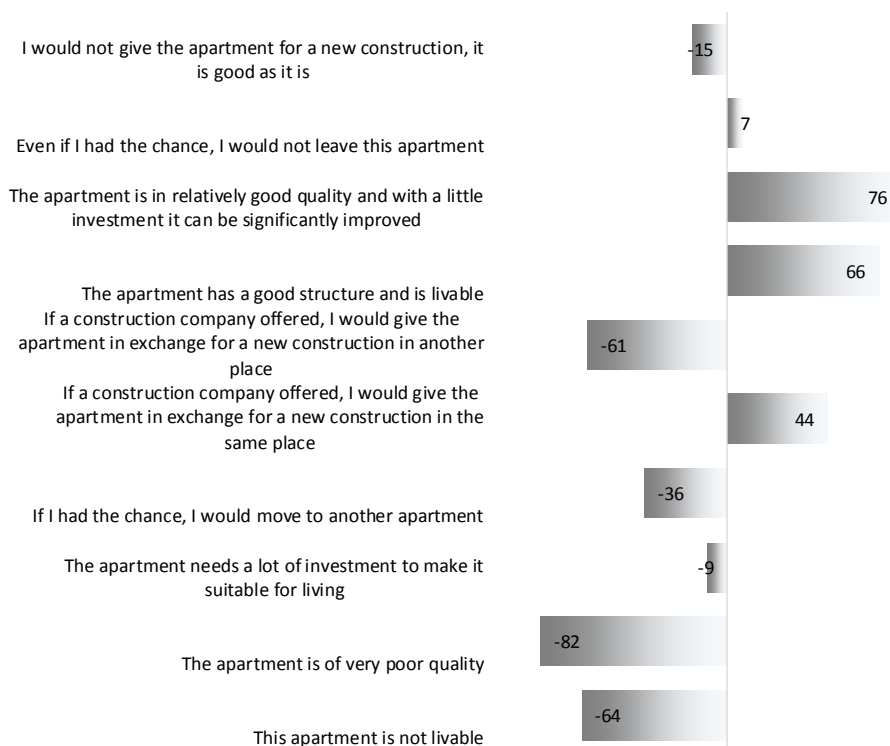 I would not give the apartment for a new construction, it
is good as it is
-15
Even if I had the chance, I would not leave this apartment
7
The apartment is in relatively good quality and with a little
investment it can be significantly improved
76
The apartment has a good structure and is livable
66
If a construction company offered, I would give the
apartment in exchange for a new construction in another
place
-61
If a construction company offered, I would give the
apartment in exchange for a new construction in the
same place
44
If I had the chance, I would move to another apartment
-36
The apartment needs a lot of investment to make it
suitable for living
-9
The apartment is of very poor quality
-82
This apartment is not livable
-64